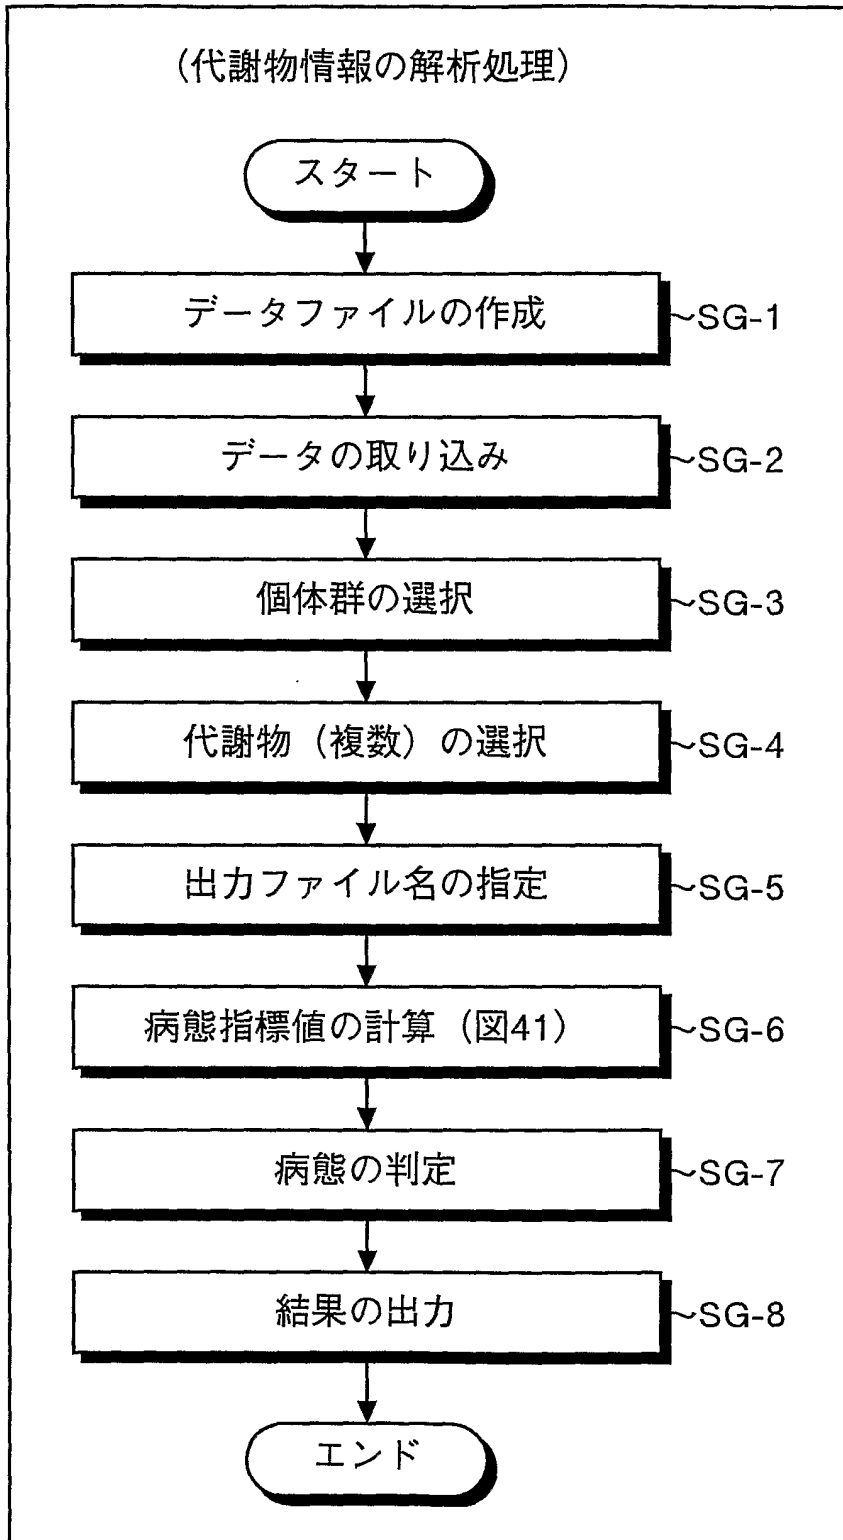 （代謝物情報の解析処理）
スタート
データファイルの作成 ~SG-1
データの取り込み ~SG-2
個体群の選択 ~SG-3
代謝物（複数）の選択 ~SG-4
出力ファイル名の指定 ~SG-5
病態指標値の計算（図41） ~SG-6
病態の判定 ~SG-7
結果の出力 ~SG-8
エンド